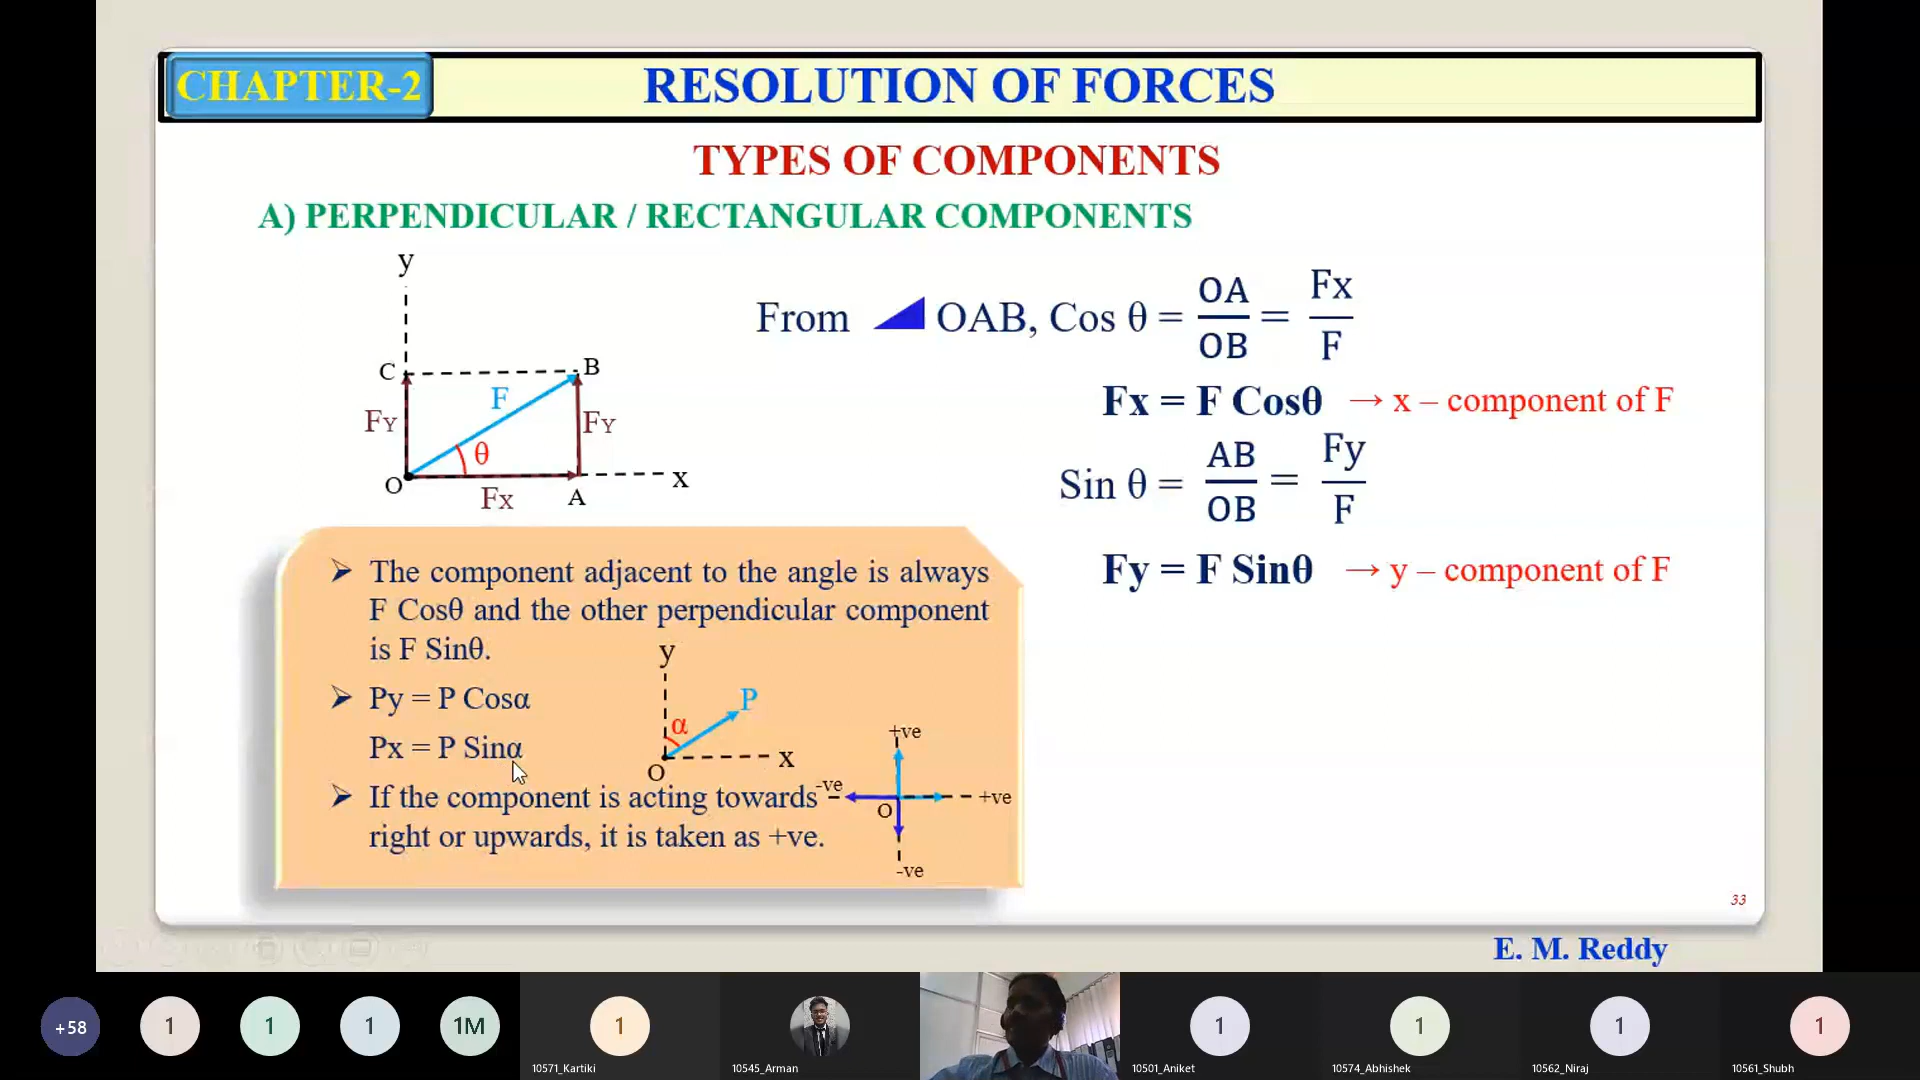 CHAPTER-2
RESOLUTION OF FORCES
TYPES OF COMPONENTS
A) PERPENDICULAR / RECTANGULAR COMPONENTS
y
C
B
F
FY
FY
θ
O
Fx
A
x
From OAB, Cos θ = OA/OB = Fx/F
Fx = F Cosθ → x – component of F
Sin θ = AB/OB = Fy/F
Fy = F Sinθ → y – component of F
➢ The component adjacent to the angle is always
F Cosθ and the other perpendicular component
is F Sinθ.
➢ Py = P Cosα
Px = P Sinα
y
P
α
O
x
➢ If the component is acting towards
right or upwards, it is taken as +ve.
+ve
-ve
+ve
O
-ve
33
E. M. Reddy
+58
1
1
1
1M
1
10571_Kartiki
10545_Arman
1
10501_Aniket
1
10574_Abhishek
1
10562_Niraj
1
10561_Shubh